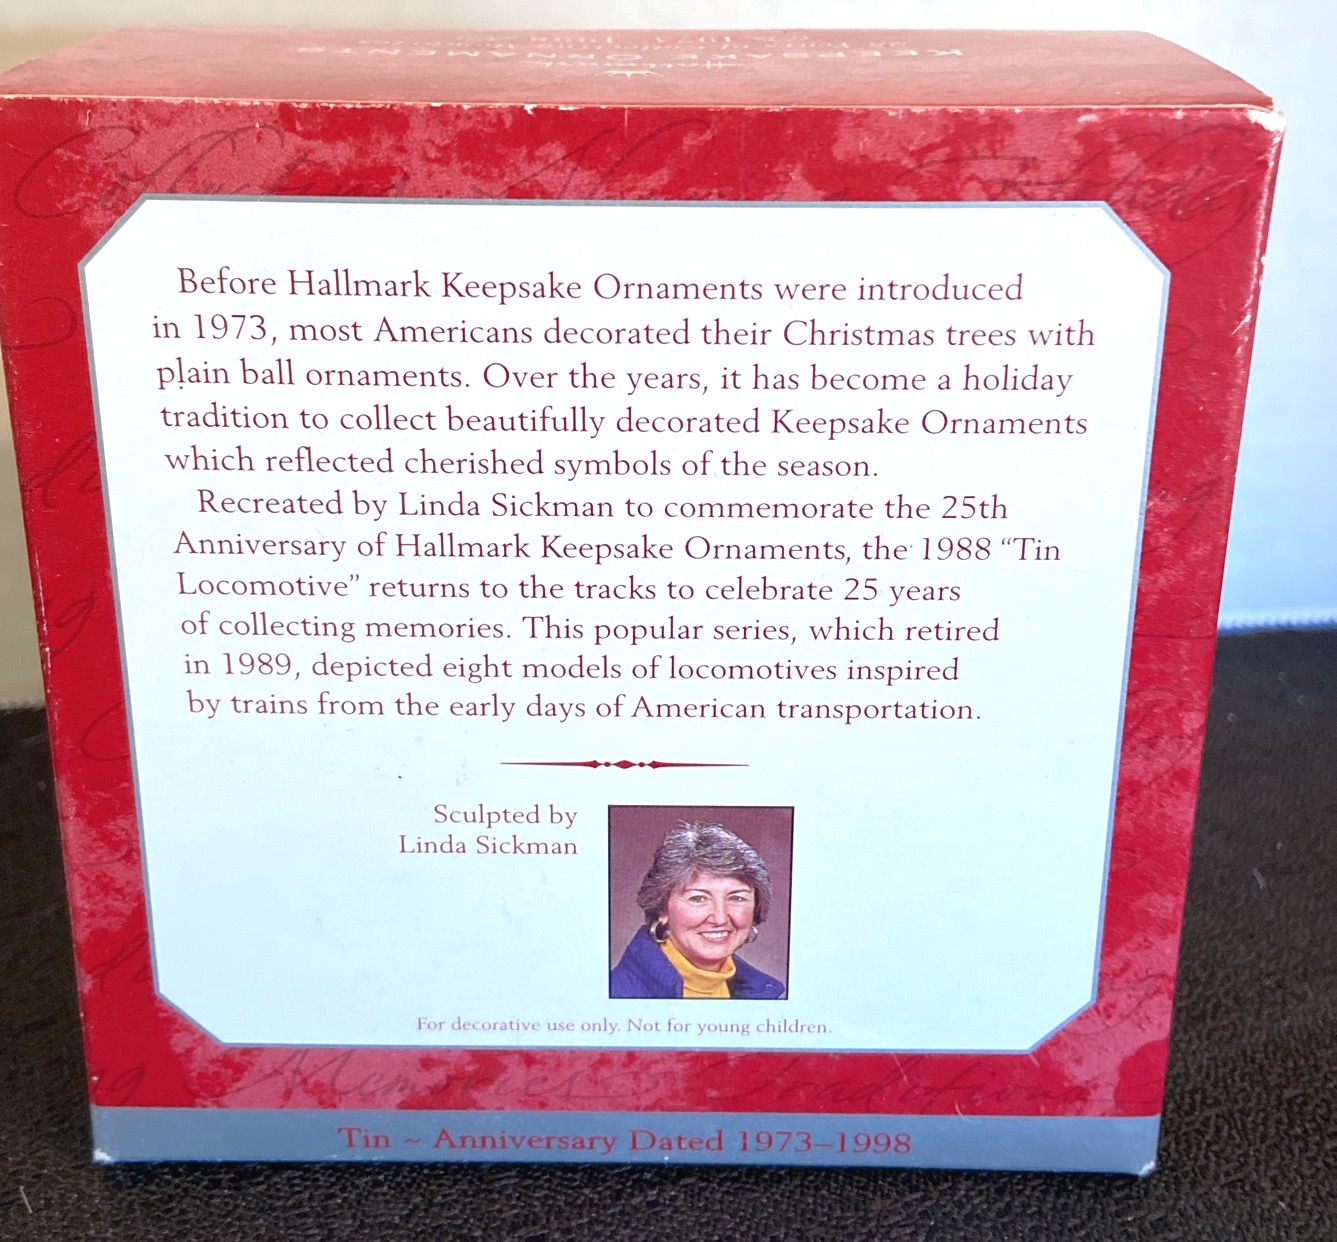 Hallmark
KEEPSAKE ORNAMENTS
Before Hallmark Keepsake Ornaments were introduced
in 1973, most Americans decorated their Christmas trees with
plain ball ornaments. Over the years, it has become a holiday
tradition to collect beautifully decorated Keepsake Ornaments
which reflected cherished symbols of the season.
Recreated by Linda Sickman to commemorate the 25th
Anniversary of Hallmark Keepsake Ornaments, the 1988 “Tin
Locomotive” returns to the tracks to celebrate 25 years
of collecting memories. This popular series, which retired
in 1989, depicted eight models of locomotives inspired
by trains from the early days of American transportation.
Sculpted by
Linda Sickman
For decorative use only. Not for young children.
Memories Traditions
Tin ~ Anniversary Dated 1973–1998